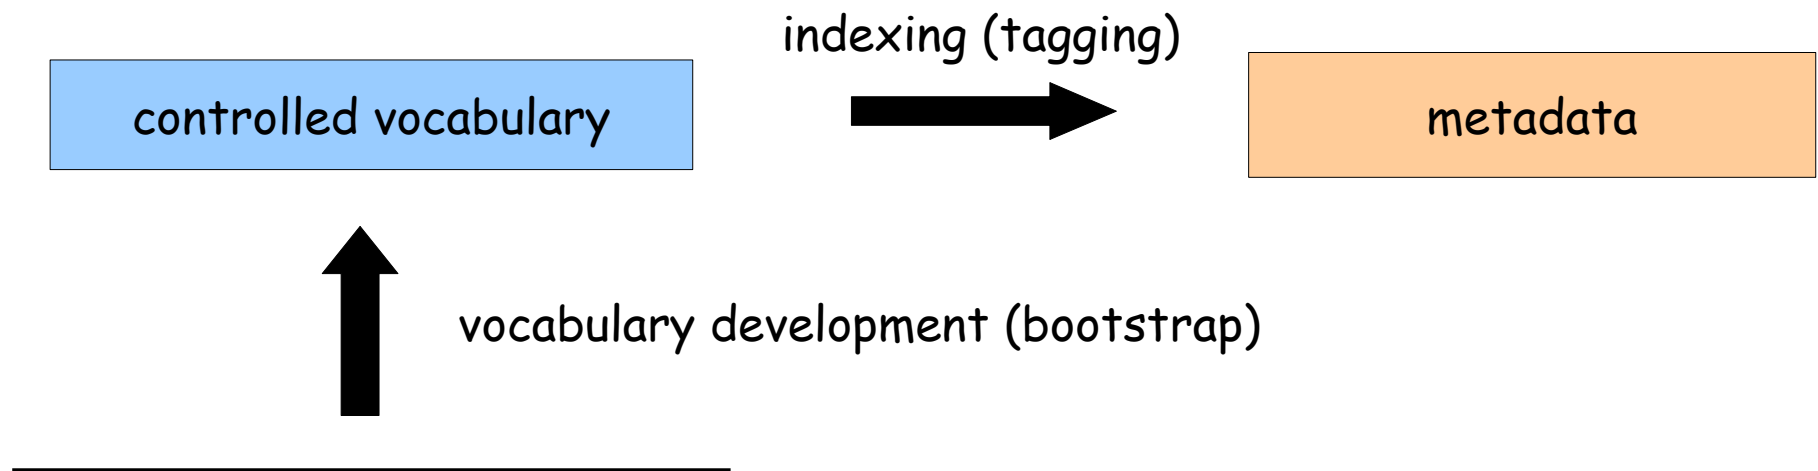 indexing (tagging)
controlled vocabulary
metadata
vocabulary development (bootstrap)